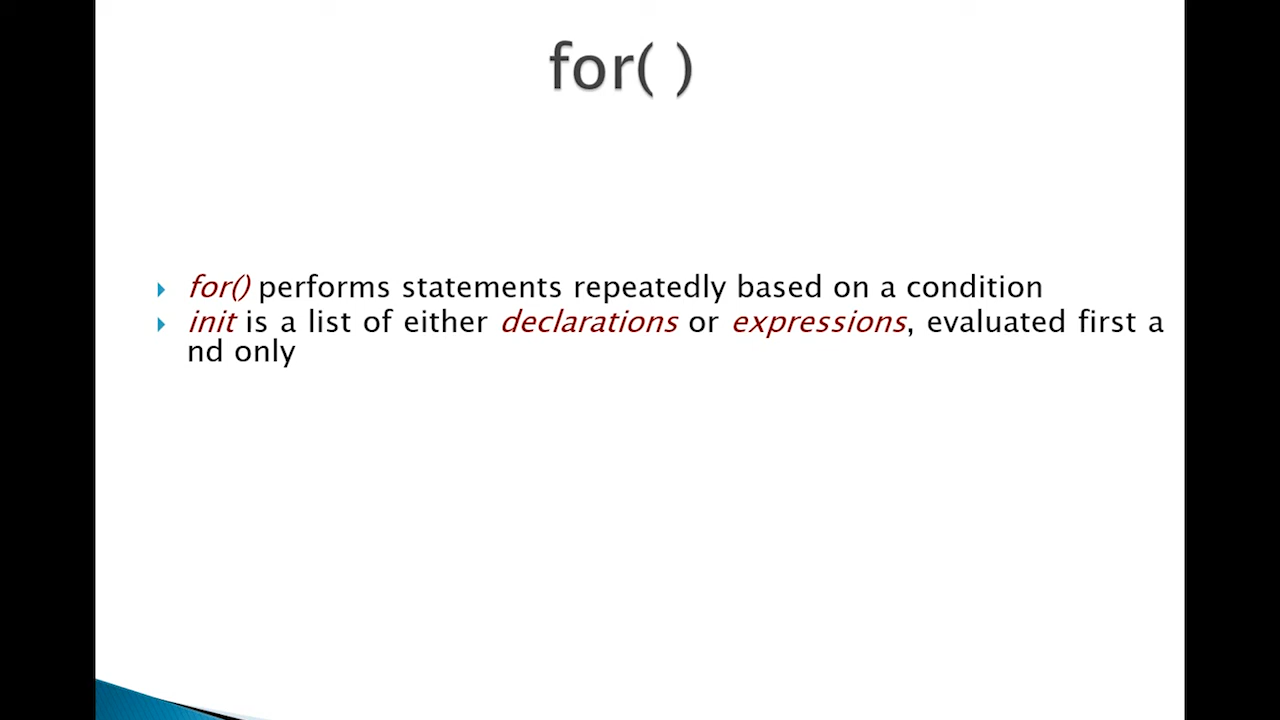 for( )
for() performs statements repeatedly based on a condition
init is a list of either declarations or expressions, evaluated first a
nd only